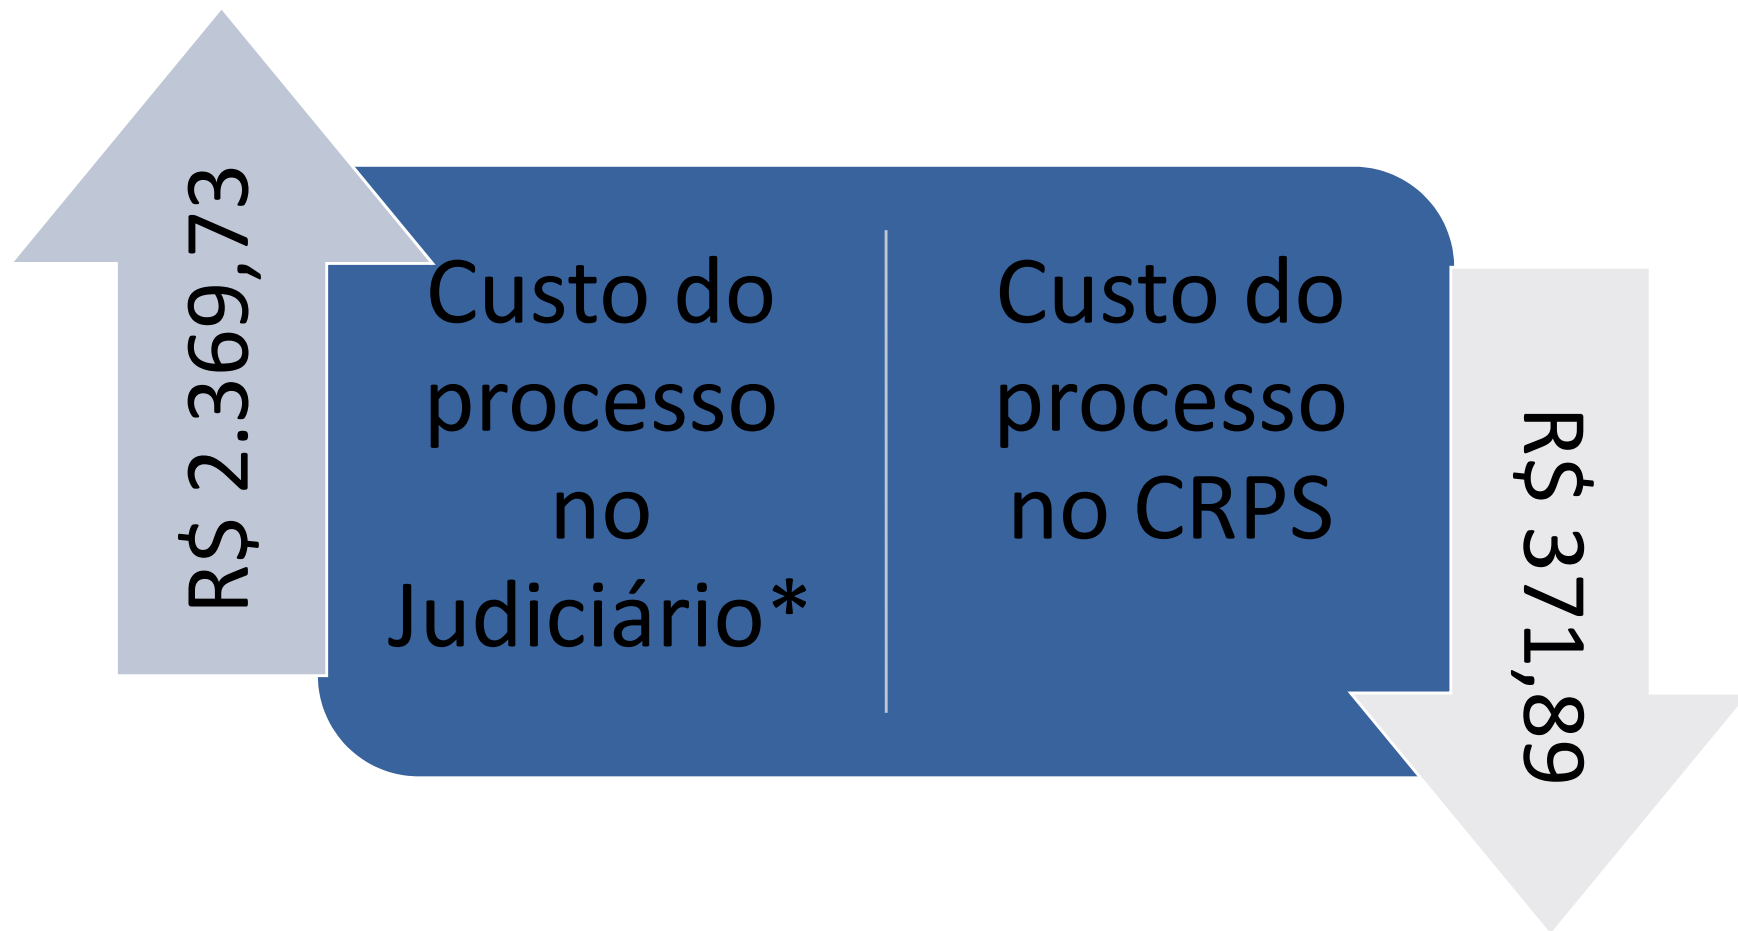 R$ 2.369,73
Custo do
processo
no
Judiciário*
Custo do
processo
no CRPS
R$ 371,89